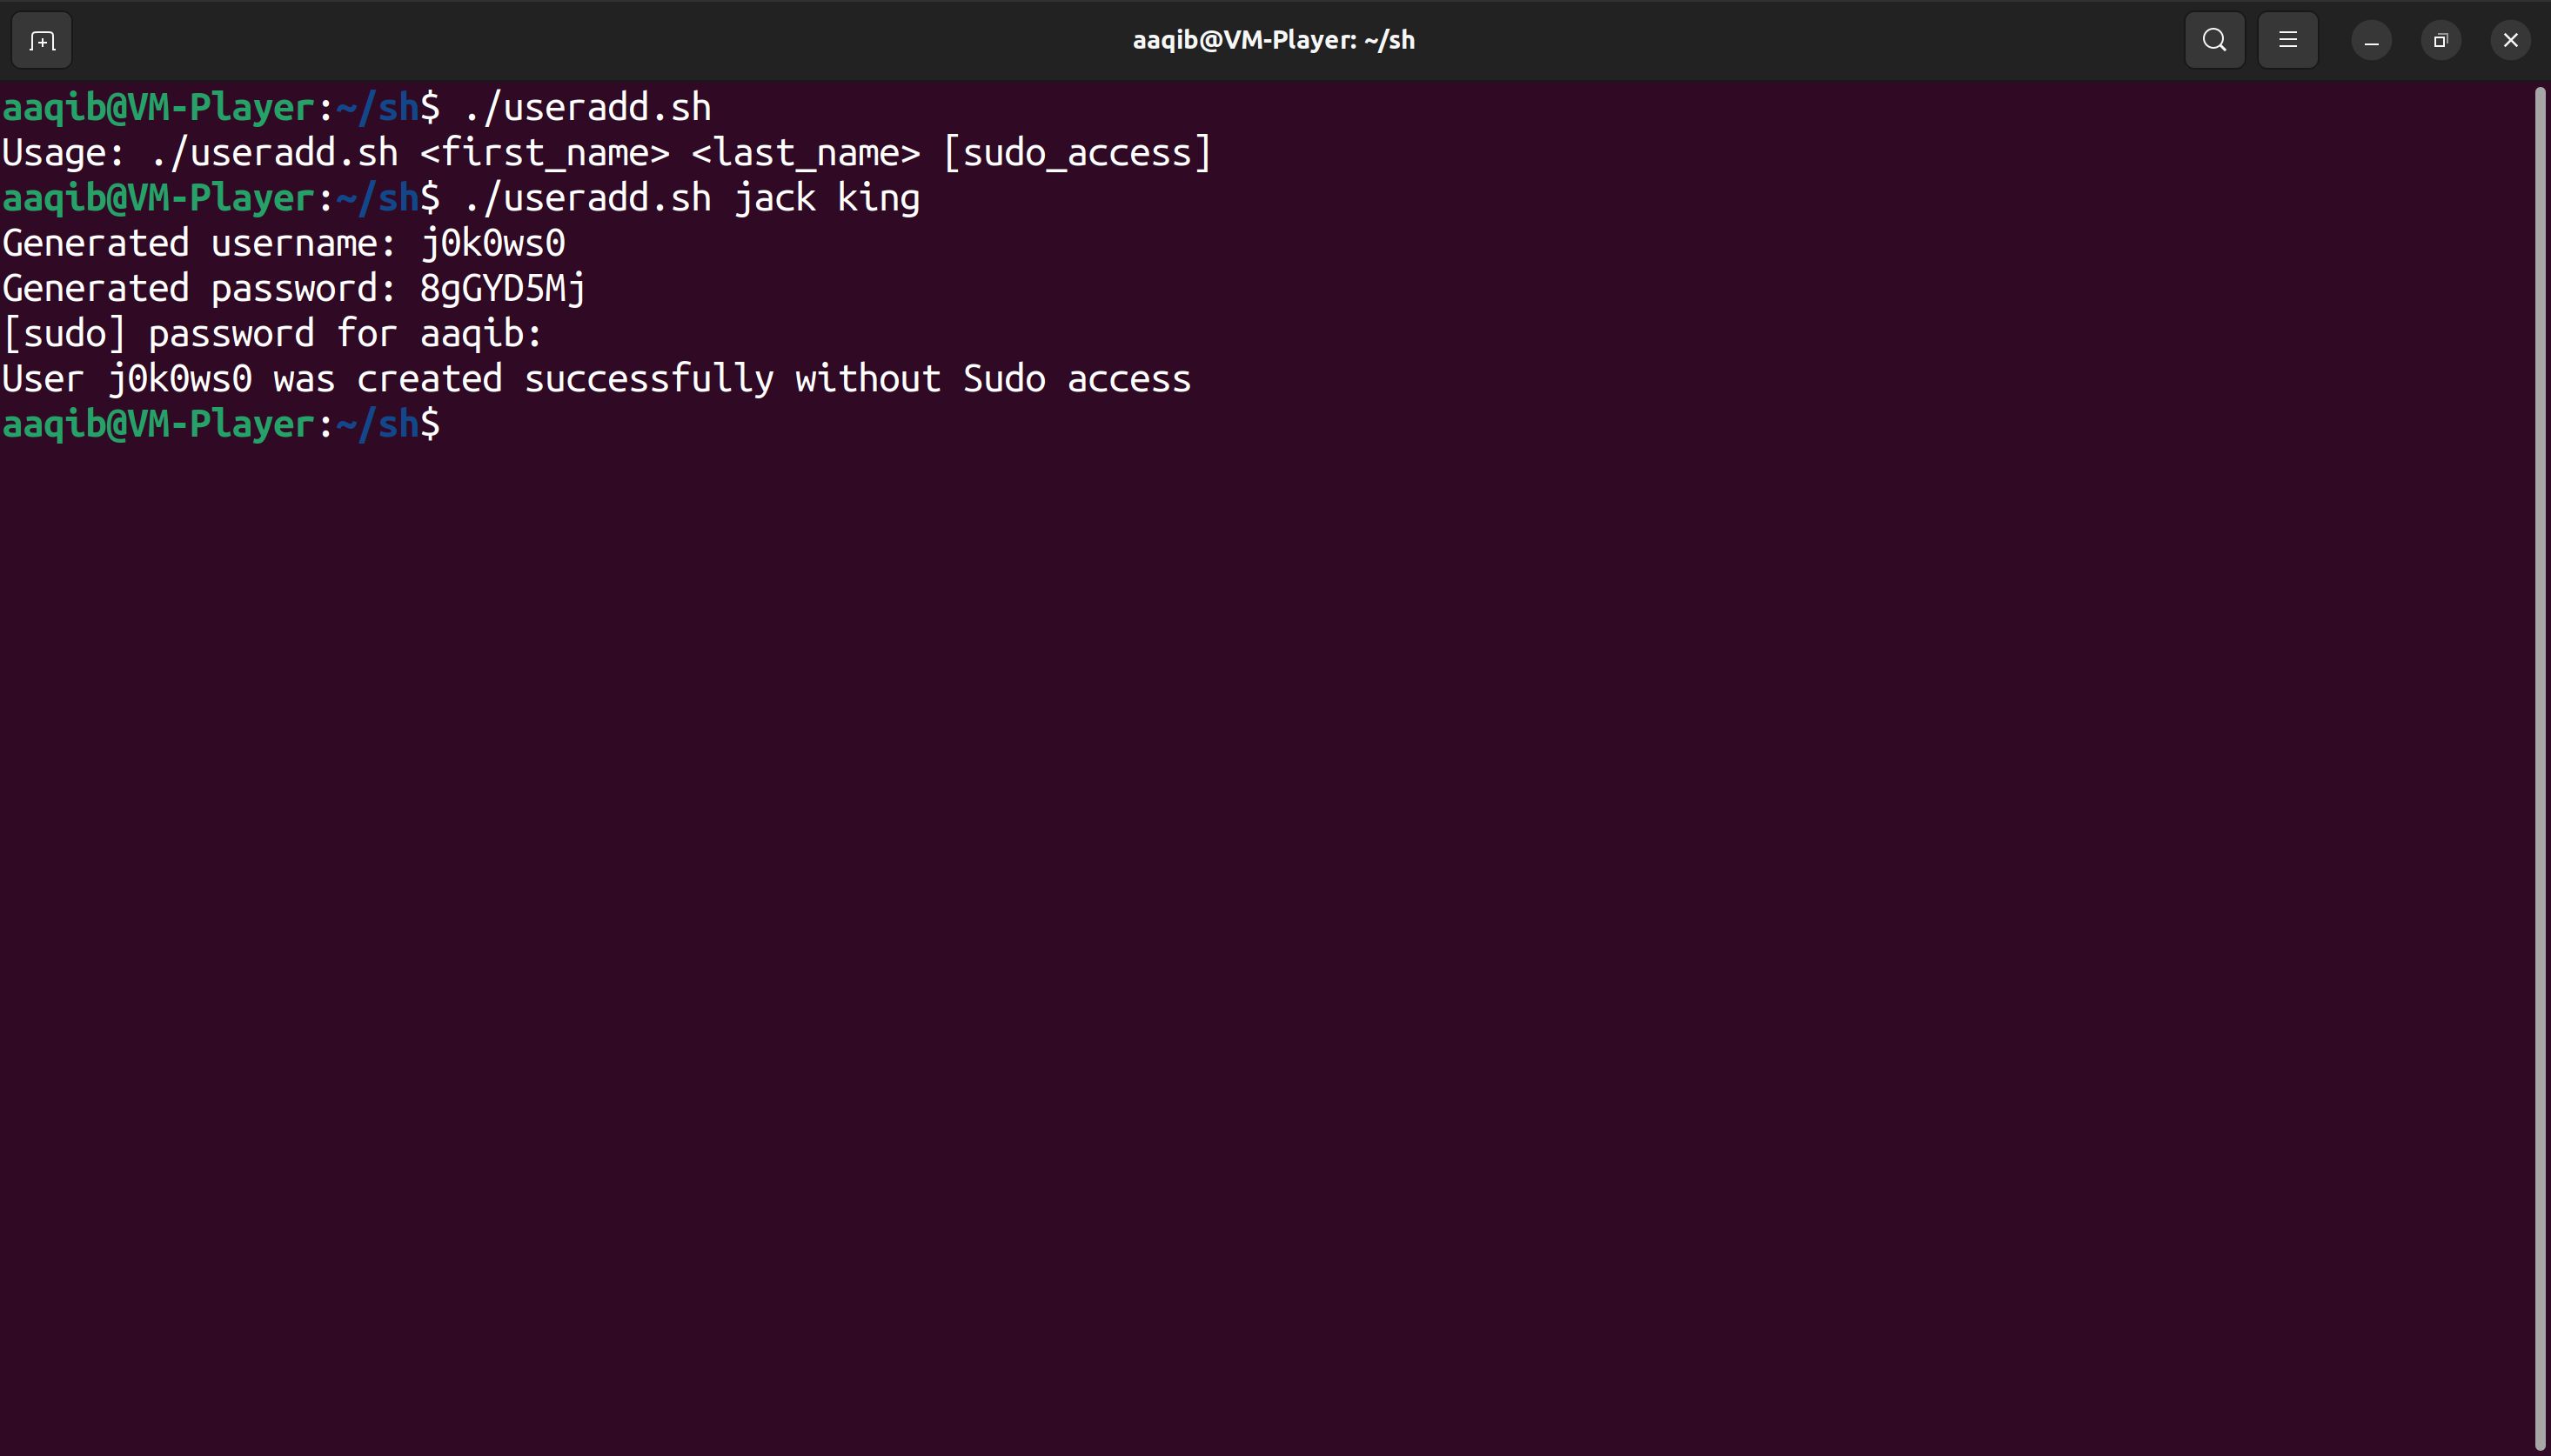 aaqib@VM-Player: ~/sh
aaqib@VM-Player:~/sh$ ./useradd.sh
Usage: ./useradd.sh <first_name> <last_name> [sudo_access]
aaqib@VM-Player:~/sh$ ./useradd.sh jack king
Generated username: j0k0ws0
Generated password: 8gGYD5Mj
[sudo] password for aaqib:
User j0k0ws0 was created successfully without Sudo access
aaqib@VM-Player:~/sh$